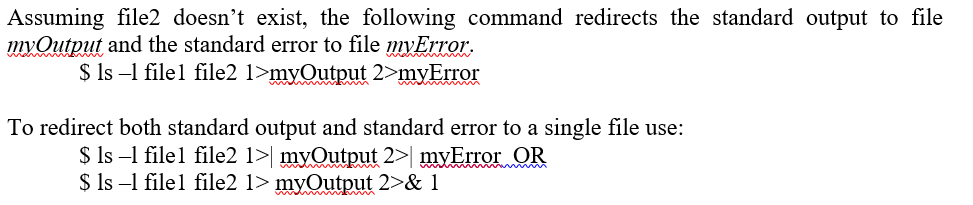 Assuming file2 doesn’t exist, the following command redirects the standard output to file
myOutput and the standard error to file myError.
$ ls –l file1 file2 1>myOutput 2>myError
To redirect both standard output and standard error to a single file use:
$ ls –l file1 file2 1>| myOutput 2>| myError OR
$ ls –l file1 file2 1> myOutput 2>& 1